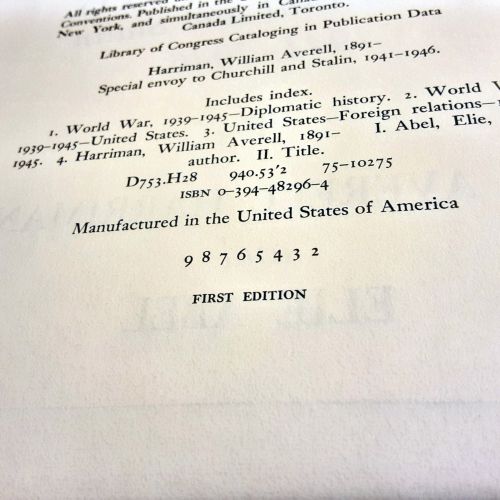 All rights reserved
Conventions. Published in the
New York, and simultaneously in
Canada Limited, Toronto.
Library of Congress Cataloging in Publication Data
Harriman, William Averell, 1891–
Special envoy to Churchill and Stalin, 1941–1946.
Includes index.
1. World War, 1939–1945—Diplomatic history. 2. World
1939–1945—United States. 3. United States—Foreign relations—
1945. 4. Harriman, William Averell, 1891– I. Abel, Elie,
author. II. Title.
D753.H28 940.53'2 75-10275
ISBN 0-394-48296-4
Manufactured in the United States of America
9 8 7 6 5 4 3 2
FIRST EDITION